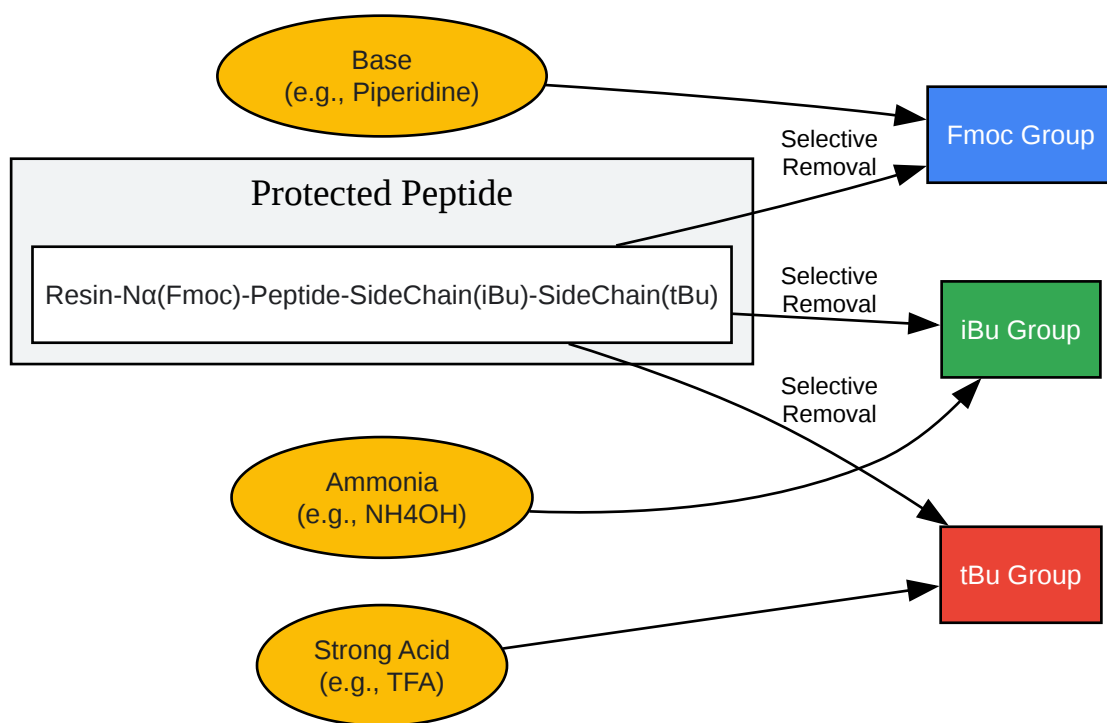 Base
(e.g., Piperidine)
Fmoc Group
Selective
Removal
Protected Peptide
Resin-Nα(Fmoc)-Peptide-SideChain(iBu)-SideChain(tBu)
Selective
Removal
iBu Group
Selective
Removal
Ammonia
(e.g., NH4OH)
tBu Group
Strong Acid
(e.g., TFA)